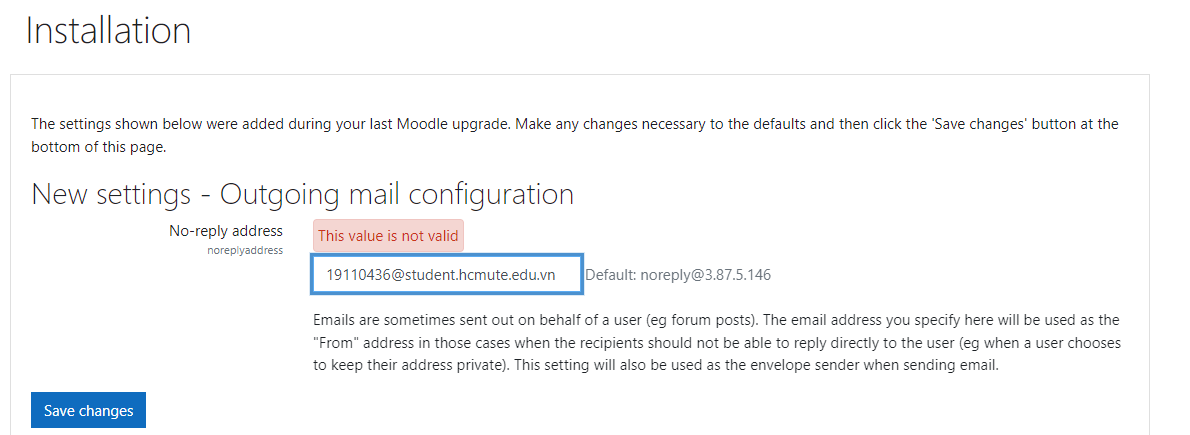 Installation
The settings shown below were added during your last Moodle upgrade. Make any changes necessary to the defaults and then click the 'Save changes' button at the
bottom of this page.
New settings - Outgoing mail configuration
No-reply address
This value is not valid
noreplyaddress
19110436@student.hcmute.edu.vn Default: noreply@3.87.5.146
Emails are sometimes sent out on behalf of a user (eg forum posts). The email address you specify here will be used as the
"From" address in those cases when the recipients should not be able to reply directly to the user (eg when a user chooses
to keep their address private). This setting will also be used as the envelope sender when sending email.
Save changes